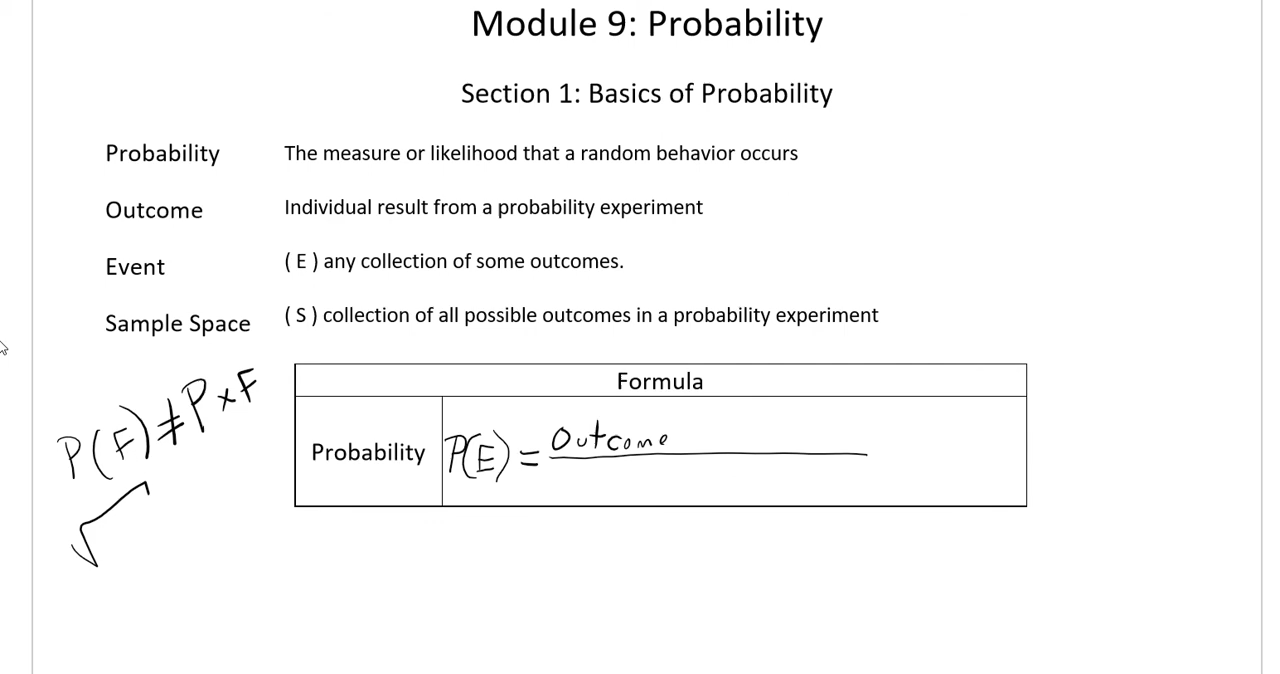 Module 9: Probability
Section 1: Basics of Probability
Probability The measure or likelihood that a random behavior occurs
Outcome Individual result from a probability experiment
Event ( E ) any collection of some outcomes.
Sample Space ( S ) collection of all possible outcomes in a probability experiment
P(F) ≠ P×F
Formula
Probability P(E) = Outcome